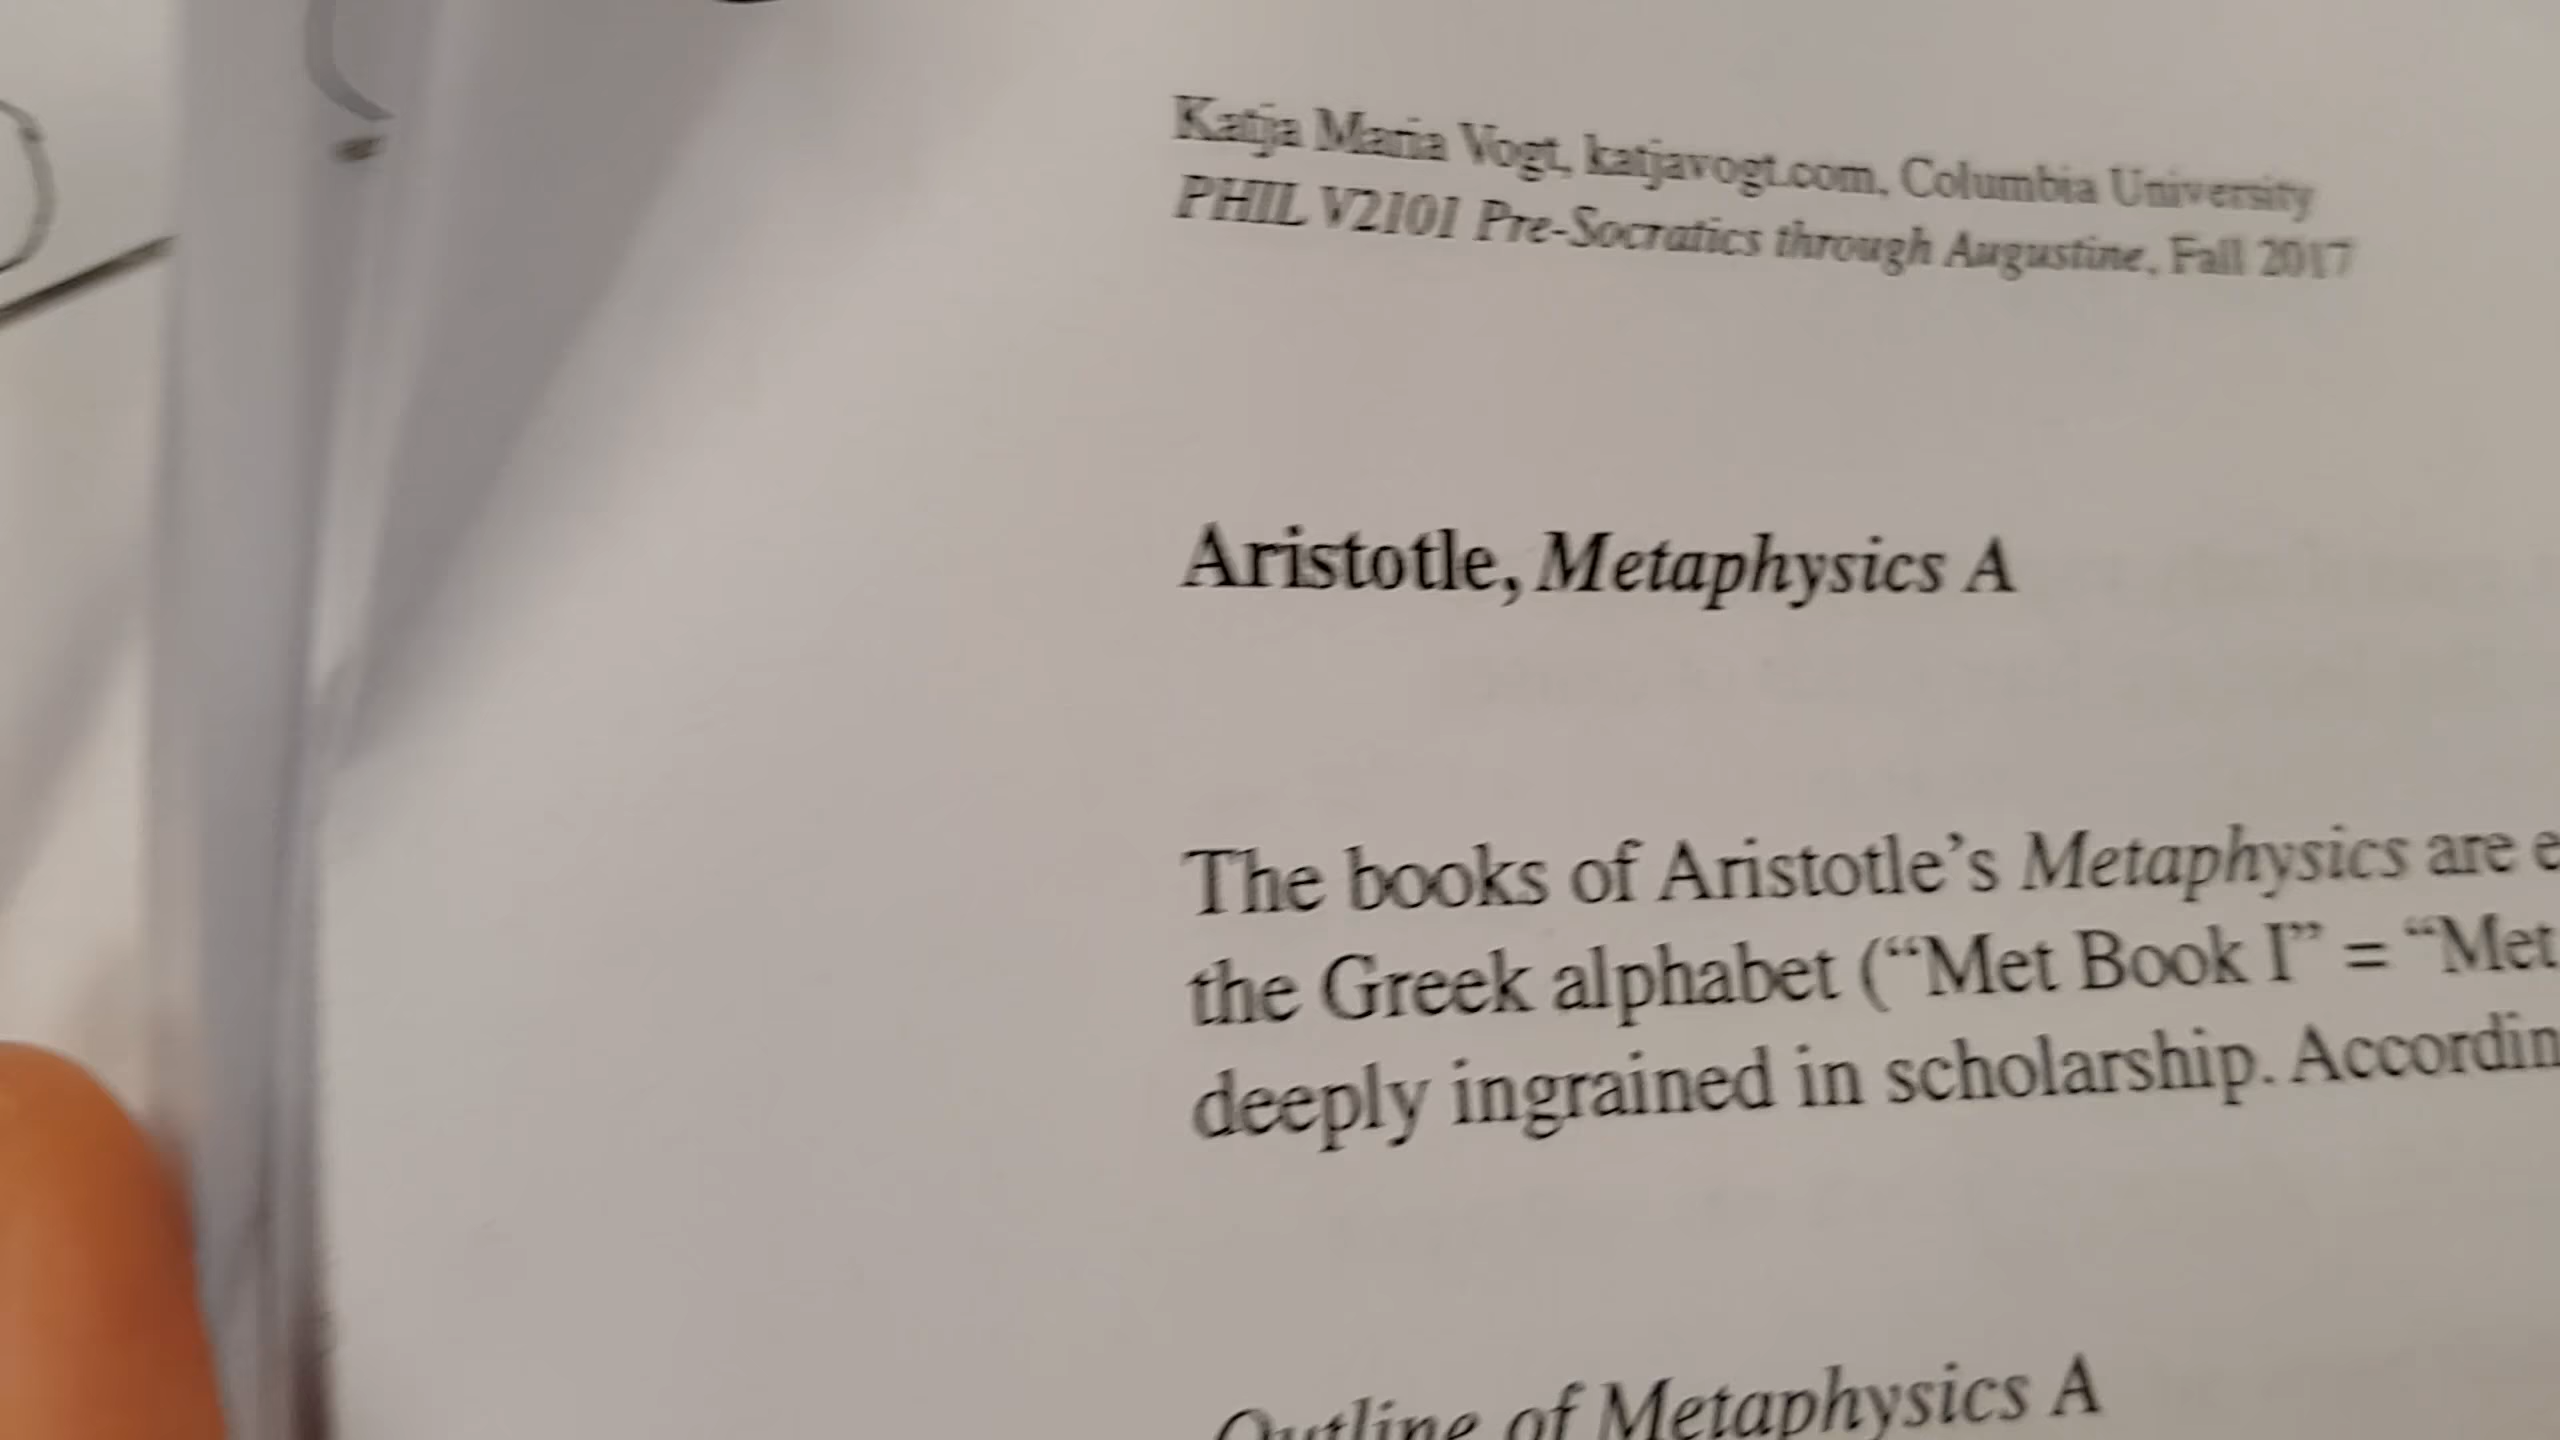 Katja Maria Vogt, katjavogt.com, Columbia University
PHIL V2101 Pre-Socratics through Augustine, Fall 2017
Aristotle, Metaphysics A
The books of Aristotle’s Metaphysics are e
the Greek alphabet (“Met Book I” = “Met
deeply ingrained in scholarship. Accordin
Outline of Metaphysics A